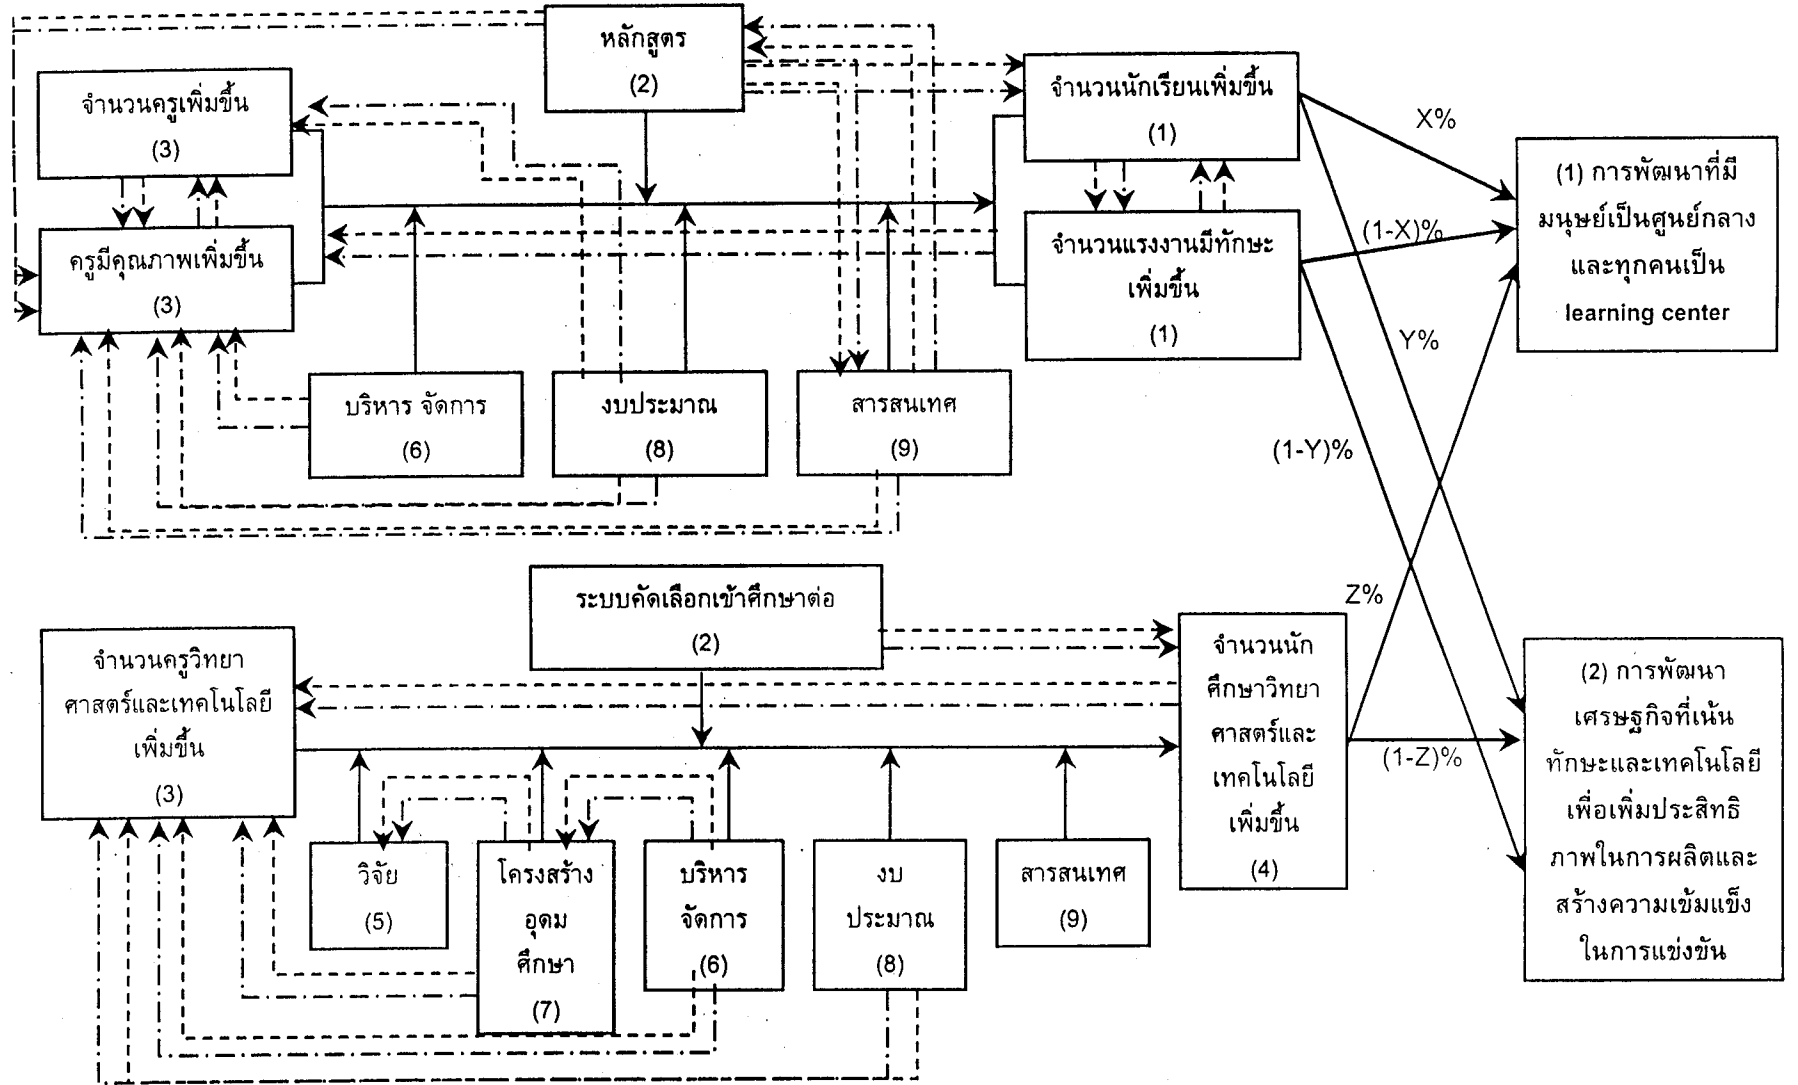 หลักสูตร
(2)
จำนวนครูเพิ่มขึ้น
(3)
จำนวนนักเรียนเพิ่มขึ้น
(1)
X%
(1) การพัฒนาที่มี
มนุษย์เป็นศูนย์กลาง
และทุกคนเป็น
learning center
ครูมีคุณภาพเพิ่มขึ้น
(3)
จำนวนแรงงานมีทักษะ
เพิ่มขึ้น
(1)
(1-X)%
Y%
บริหาร จัดการ
(6)
งบประมาณ
(8)
สารสนเทศ
(9)
(1-Y)%
ระบบคัดเลือกเข้าศึกษาต่อ
(2)
Z%
จำนวนครูวิทยา
ศาสตร์และเทคโนโลยี
เพิ่มขึ้น
(3)
จำนวนนัก
ศึกษาวิทยา
ศาสตร์และ
เทคโนโลยี
เพิ่มขึ้น
(4)
(1-Z)%
(2) การพัฒนา
เศรษฐกิจที่เน้น
ทักษะและเทคโนโลยี
เพื่อเพิ่มประสิทธิ
ภาพในการผลิตและ
สร้างความเข้มแข็ง
ในการแข่งขัน
วิจัย
(5)
โครงสร้าง
อุดม
ศึกษา
(7)
บริหาร
จัดการ
(6)
งบ
ประมาณ
(8)
สารสนเทศ
(9)